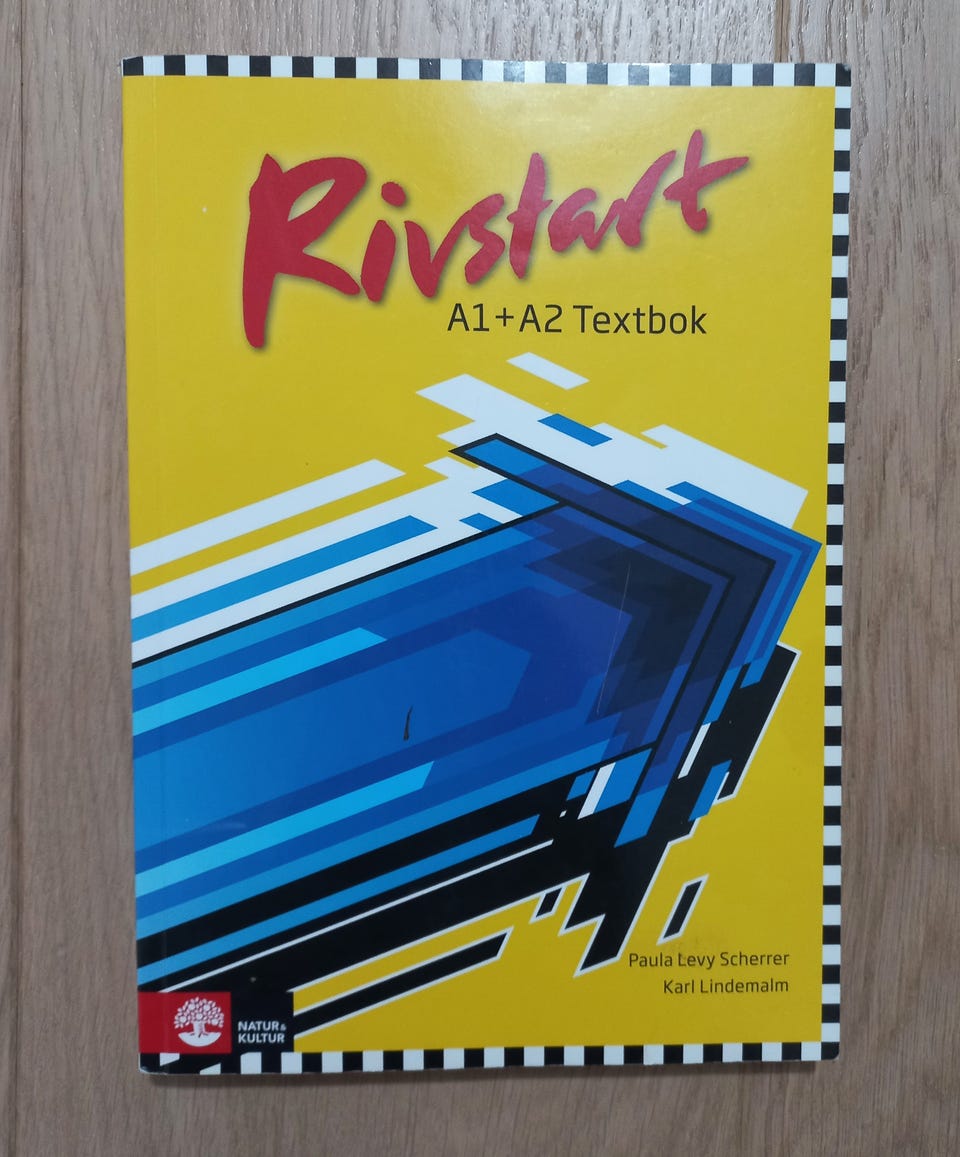 Rivstart
A1+A2 Textbok
Paula Levy Scherrer
Karl Lindemalm
NATUR&
KULTUR